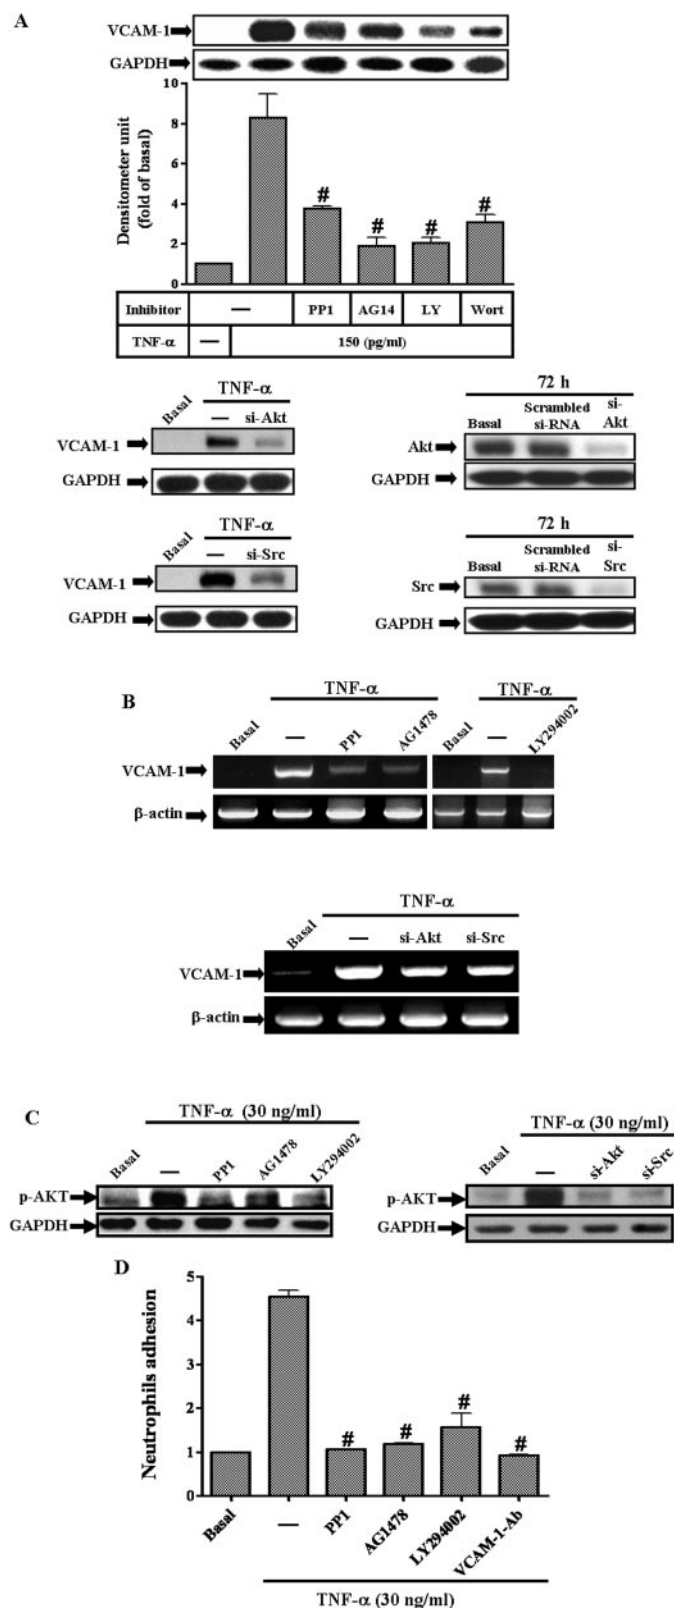 A
VCAM-1
GAPDH
Densitometer unit
(fold of basal)
10
8
6
4
2
0
#
#
#
#
Inhibitor — PP1 AG14 LY Wort
TNF-α — 150 (pg/ml)
TNF-α
Basal — si-Akt
VCAM-1
GAPDH
72 h
Basal Scrambled si-RNA si-Akt
Akt
GAPDH
TNF-α
Basal — si-Src
VCAM-1
GAPDH
72 h
Basal Scrambled si-RNA si-Src
Src
GAPDH
B
TNF-α
Basal — PP1 AG1478
TNF-α
Basal — LY294002
VCAM-1
β-actin
TNF-α
Basal — si-Akt si-Src
VCAM-1
β-actin
C
TNF-α (30 ng/ml)
Basal — PP1 AG1478 LY294002
p-AKT
GAPDH
TNF-α (30 ng/ml)
Basal — si-Akt si-Src
p-AKT
GAPDH
D
Neutrophils adhesion
5
4
3
2
1
0
#
#
#
#
Basal — PP1 AG1478 LY294002 VCAM-1-Ab
TNF-α (30 ng/ml)